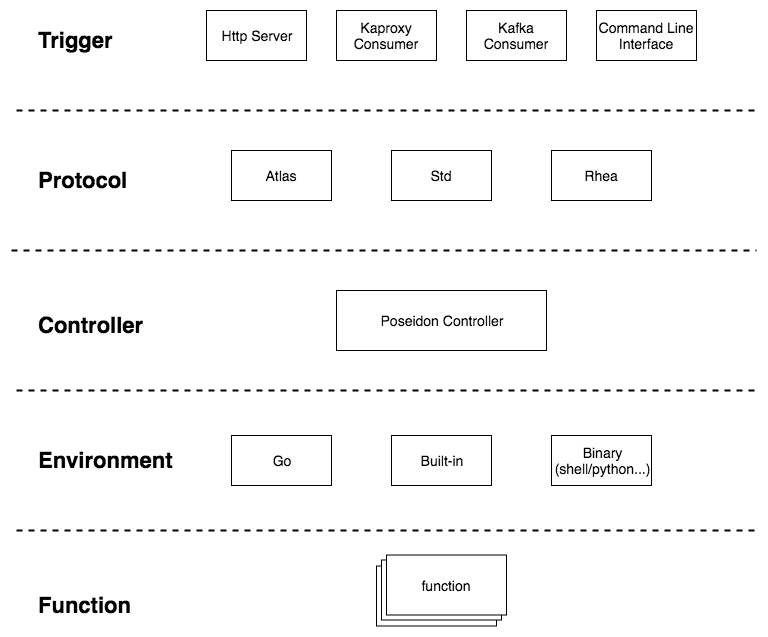 Trigger
Http Server
Kaproxy
Consumer
Kafka
Consumer
Command Line
Interface
Protocol
Atlas
Std
Rhea
Controller
Poseidon Controller
Environment
Go
Built-in
Binary
(shell/python...)
Function
function